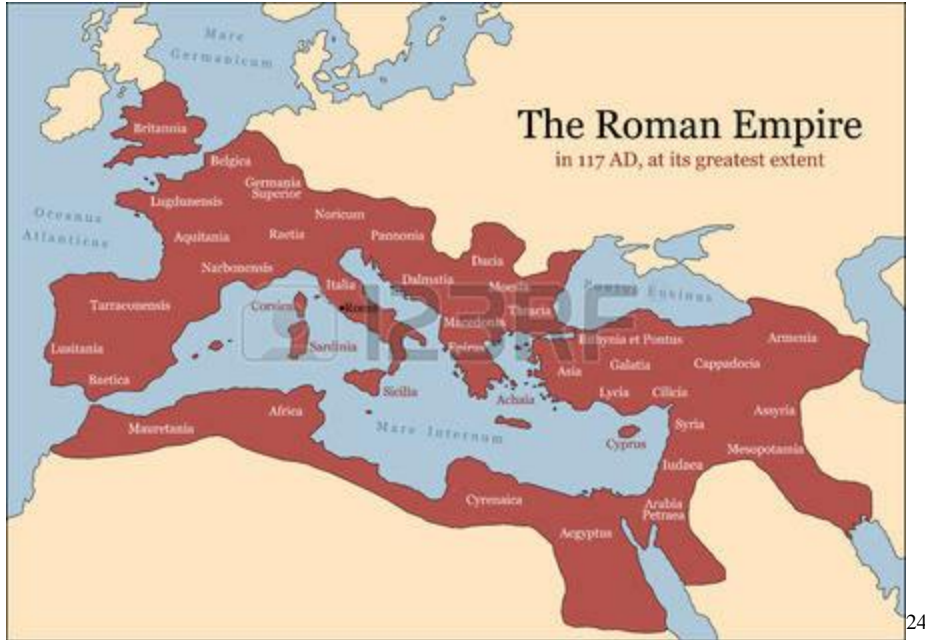 Mare
Germanicum
The Roman Empire
in 117 AD, at its greatest extent
Britannia
Belgica
Germania
Superior
Lugdunensis
Oceanus
Atlanticus
Noricum
Aquitania
Raetia
Pannonia
Narbonensis
Dacia
Dalmatia
Italia
Moesia
Pontus Euxinus
Tarraconensis
Corsica
Roma
Thracia
Macedonia
Bithynia et Pontus
Armenia
Lusitania
Sardinia
Epirus
Galatia
Cappadocia
Asia
Baetica
Sicilia
Achaia
Lycia
Cilicia
Africa
Assyria
Mauretania
Mare Internum
Syria
Cyprus
Mesopotamia
Iudaea
Cyrenaica
Arabia
Petraea
Aegyptus
123RF
24